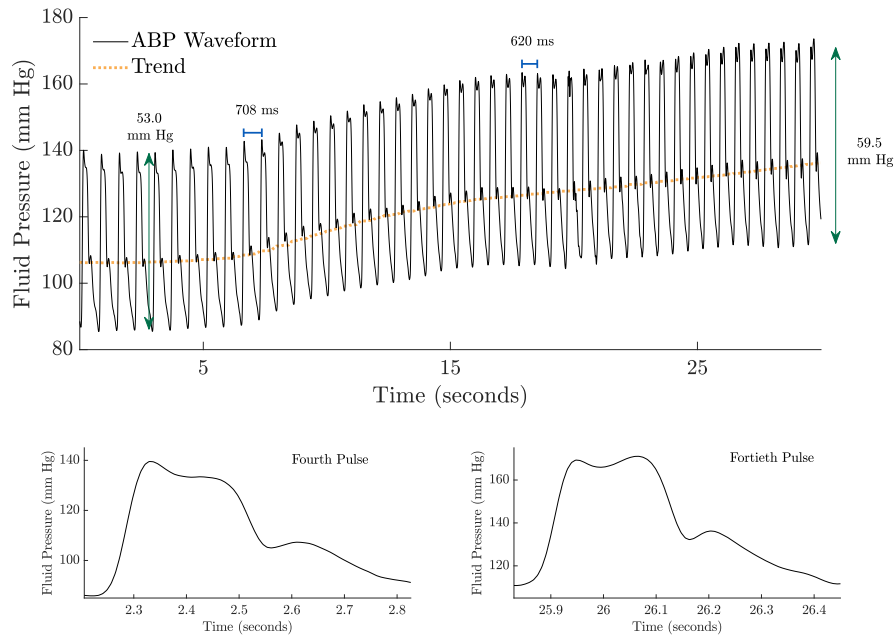 180
160
140
120
100
80
Fluid Pressure (mm Hg)
ABP Waveform
Trend
53.0
mm Hg
708 ms
620 ms
59.5
mm Hg
5
15
25
Time (seconds)
140
120
100
Fluid Pressure (mm Hg)
Fourth Pulse
2.3
2.4
2.5
2.6
2.7
2.8
Time (seconds)
160
140
120
Fluid Pressure (mm Hg)
Fortieth Pulse
25.9
26
26.1
26.2
26.3
26.4
Time (seconds)